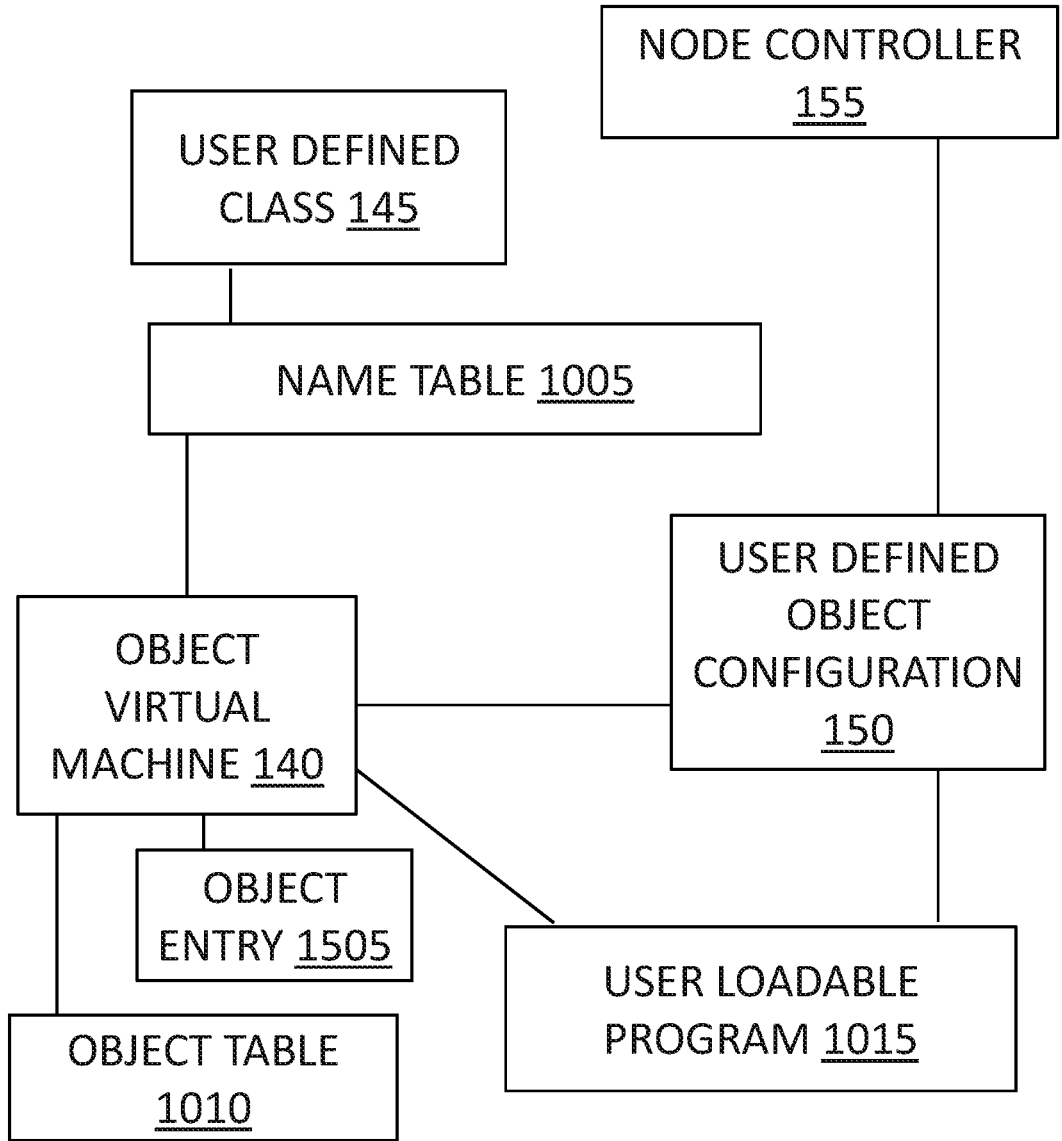 NODE CONTROLLER
155
USER DEFINED
CLASS 145
NAME TABLE 1005
USER DEFINED
OBJECT
CONFIGURATION
150
OBJECT
VIRTUAL
MACHINE 140
OBJECT
ENTRY 1505
USER LOADABLE
PROGRAM 1015
OBJECT TABLE
1010